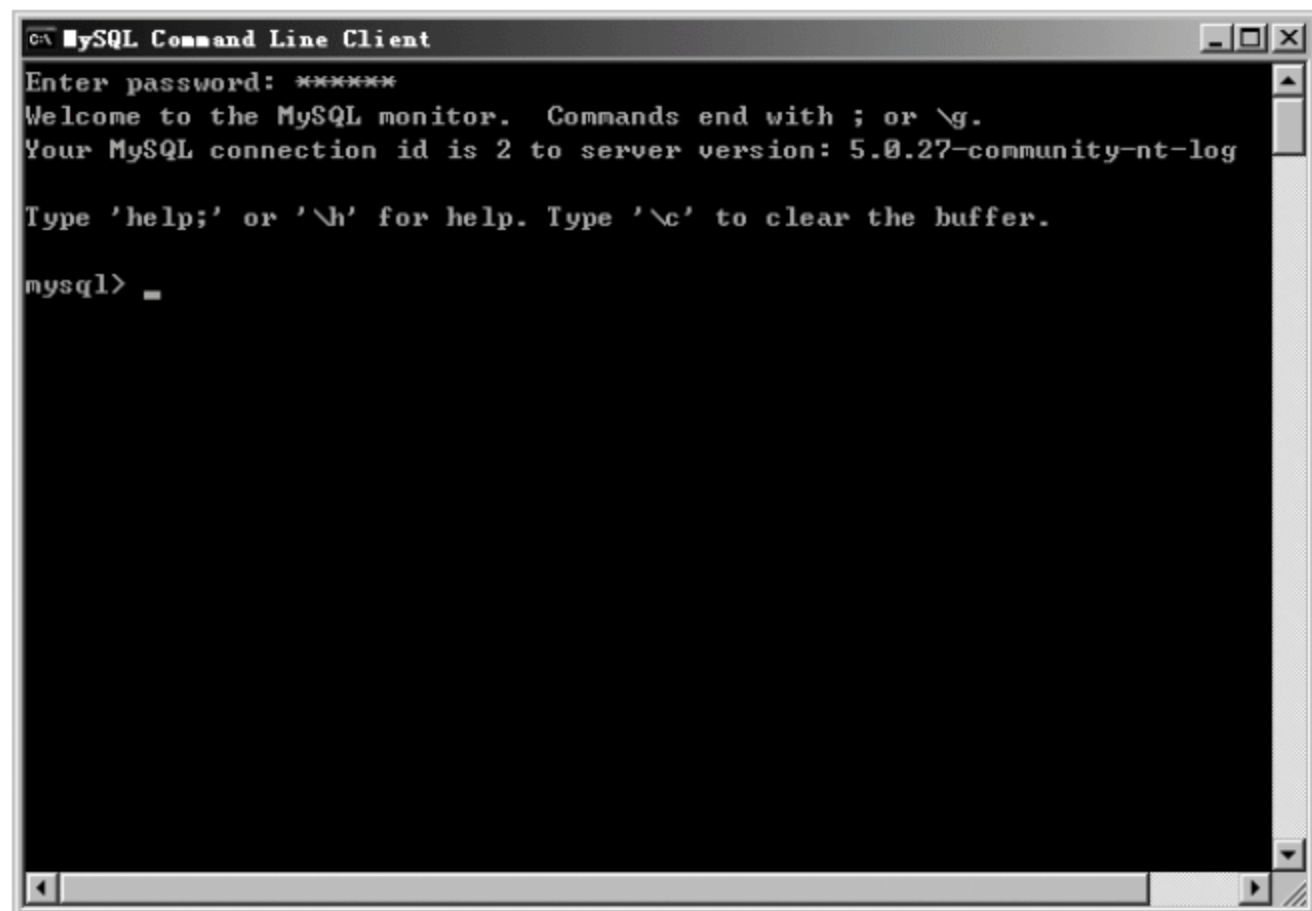 MySQL Command Line Client
Enter password: ******
Welcome to the MySQL monitor.  Commands end with ; or \g.
Your MySQL connection id is 2 to server version: 5.0.27-community-nt-log
Type 'help;' or '\h' for help. Type '\c' to clear the buffer.
mysql> _